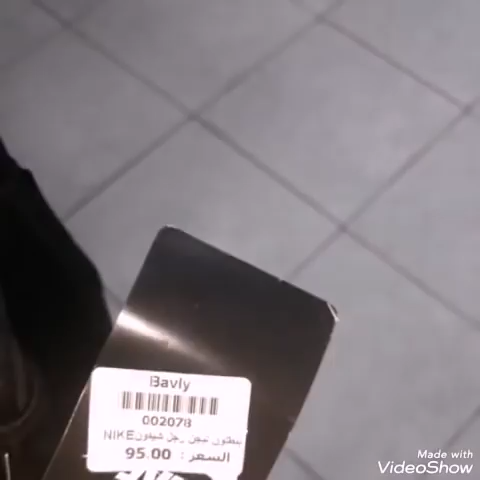 Bavly
002078
NIKE
السعر: 95.00
Made with
VideoShow